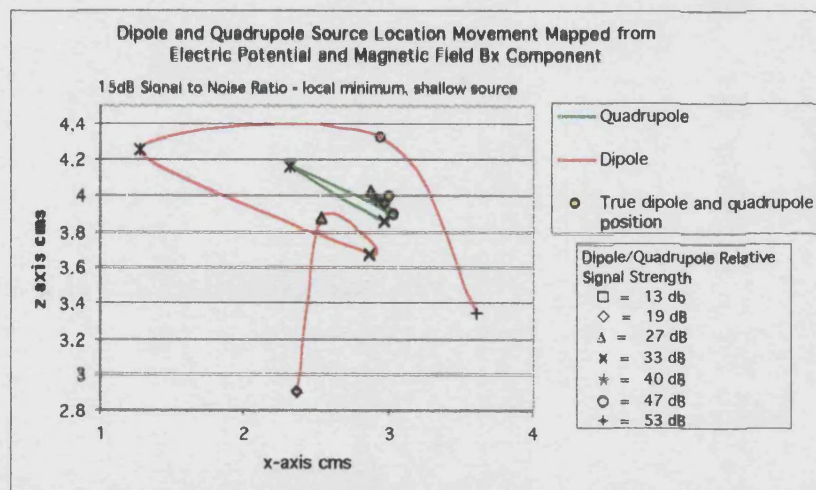 Dipole and Quadrupole Source Location Movement Mapped from
Electric Potential and Magnetic Field Bx Component
15dB Signal to Noise Ratio - local minimum, shallow source
4.4
4.2
4
3.8
3.6
3.4
3.2
3
2.8
z axis cms
1
2
3
4
x-axis cms
Quadrupole
Dipole
True dipole and quadrupole
position
Dipole/Quadrupole Relative
Signal Strength
= 13 db
= 19 dB
= 27 dB
= 33 dB
= 40 dB
= 47 dB
= 53 dB